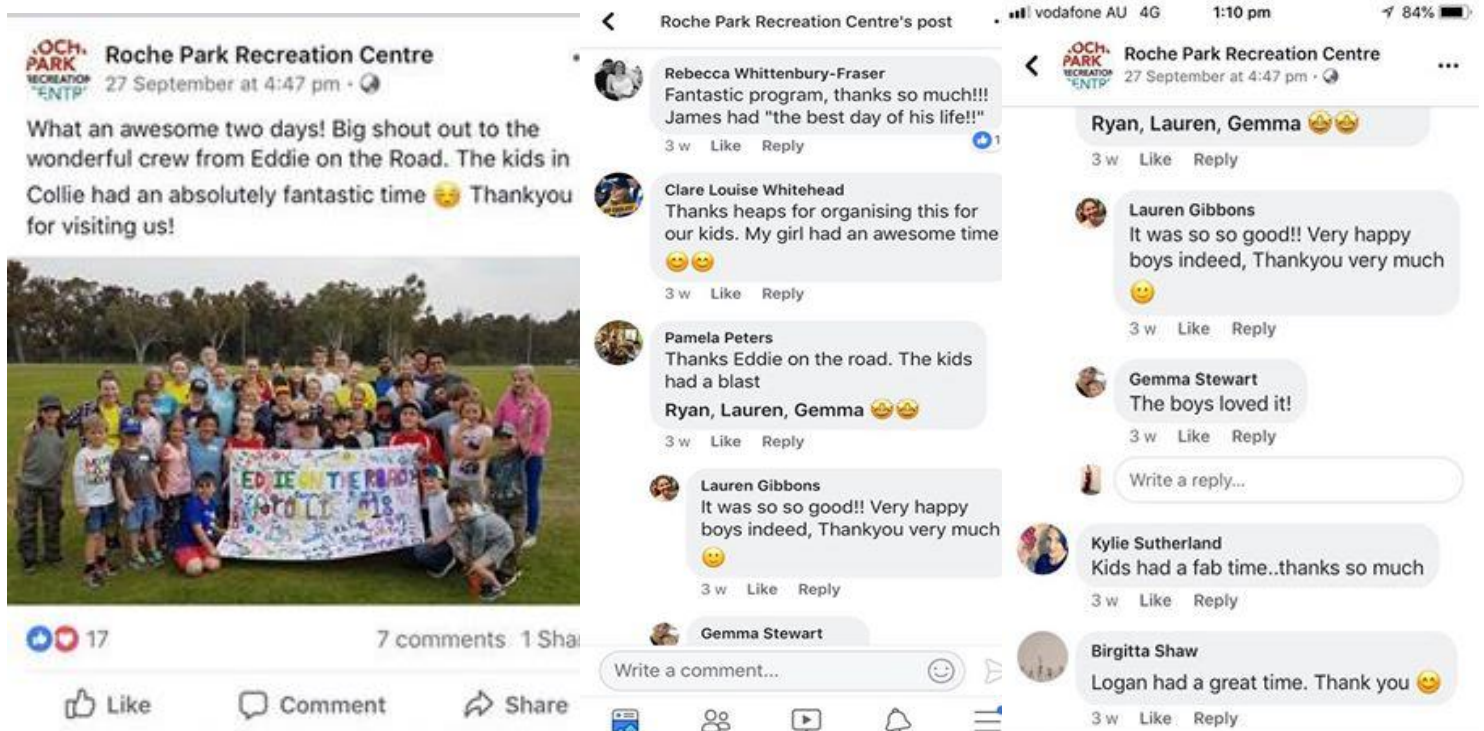 OCH.
PARK
RECREATION
ENTR
Roche Park Recreation Centre
27 September at 4:47 pm ·
What an awesome two days! Big shout out to the
wonderful crew from Eddie on the Road. The kids in
Collie had an absolutely fantastic time 😌 Thankyou
for visiting us!
EDDIE ON THE ROAD
17
7 comments 1 Sha
Like Comment Share
Roche Park Recreation Centre's post
Rebecca Whittenbury-Fraser
Fantastic program, thanks so much!!!
James had "the best day of his life!!"
3 w Like Reply
1
Clare Louise Whitehead
Thanks heaps for organising this for
our kids. My girl had an awesome time
😊😊
3 w Like Reply
Pamela Peters
Thanks Eddie on the road. The kids
had a blast
Ryan, Lauren, Gemma 🤩🤩
3 w Like Reply
Lauren Gibbons
It was so so good!! Very happy
boys indeed, Thankyou very much
🙂
3 w Like Reply
Gemma Stewart
Write a comment...
vodafone AU 4G 1:10 pm 84%
OCH.
PARK
RECREATION
ENTR
Roche Park Recreation Centre
27 September at 4:47 pm ·
Ryan, Lauren, Gemma 🤩🤩
3 w Like Reply
Lauren Gibbons
It was so so good!! Very happy
boys indeed, Thankyou very much
🙂
3 w Like Reply
Gemma Stewart
The boys loved it!
3 w Like Reply
Write a reply...
Kylie Sutherland
Kids had a fab time..thanks so much
3 w Like Reply
Birgitta Shaw
Logan had a great time. Thank you 😊
3 w Like Reply